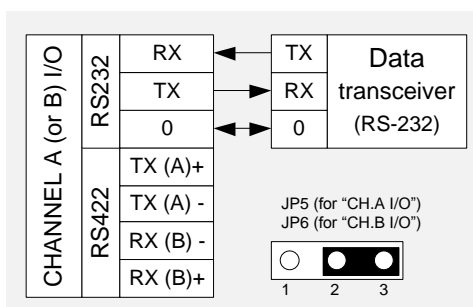 CHANNEL A (or B) I/O
RS232
RX
TX
0
RS422
TX (A)+
TX (A) -
RX (B) -
RX (B)+
TX
RX
0
Data
transceiver
(RS-232)
JP5 (for “CH.A I/O”)
JP6 (for “CH.B I/O”)
1 2 3